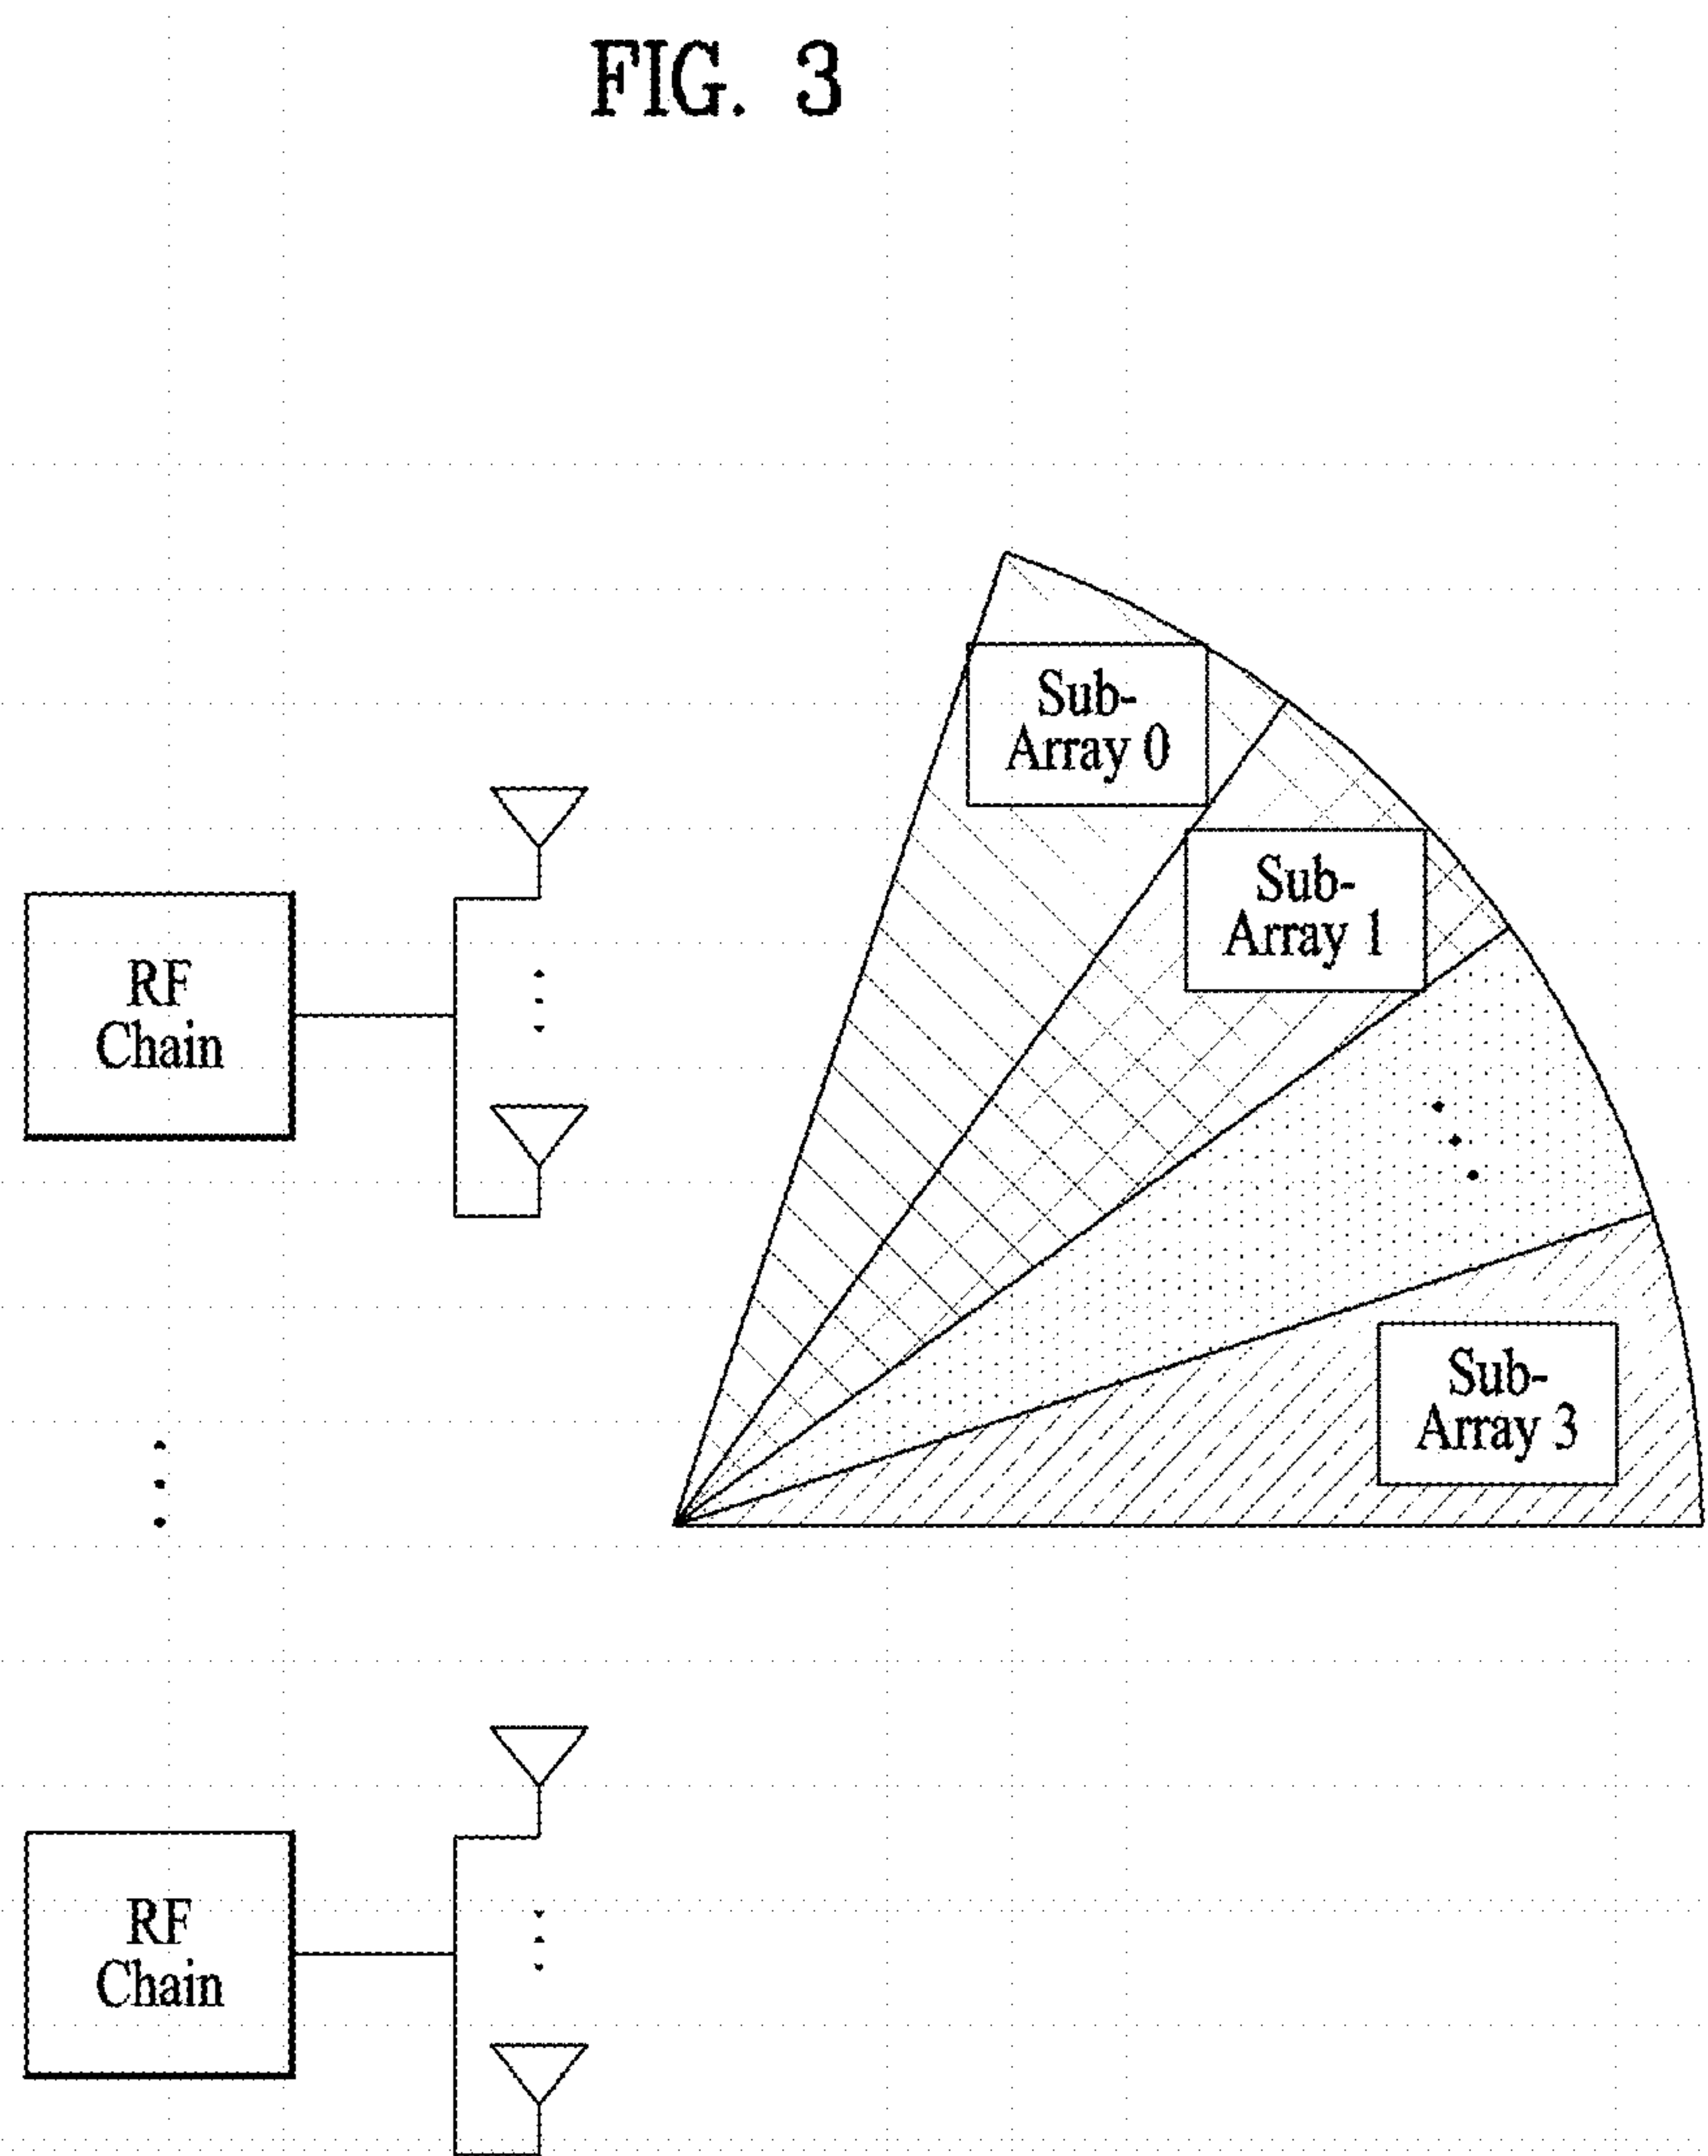 FIG. 3
Sub-
Array 0
Sub-
Array 1
RF
Chain
Sub-
Array 3
RF
Chain